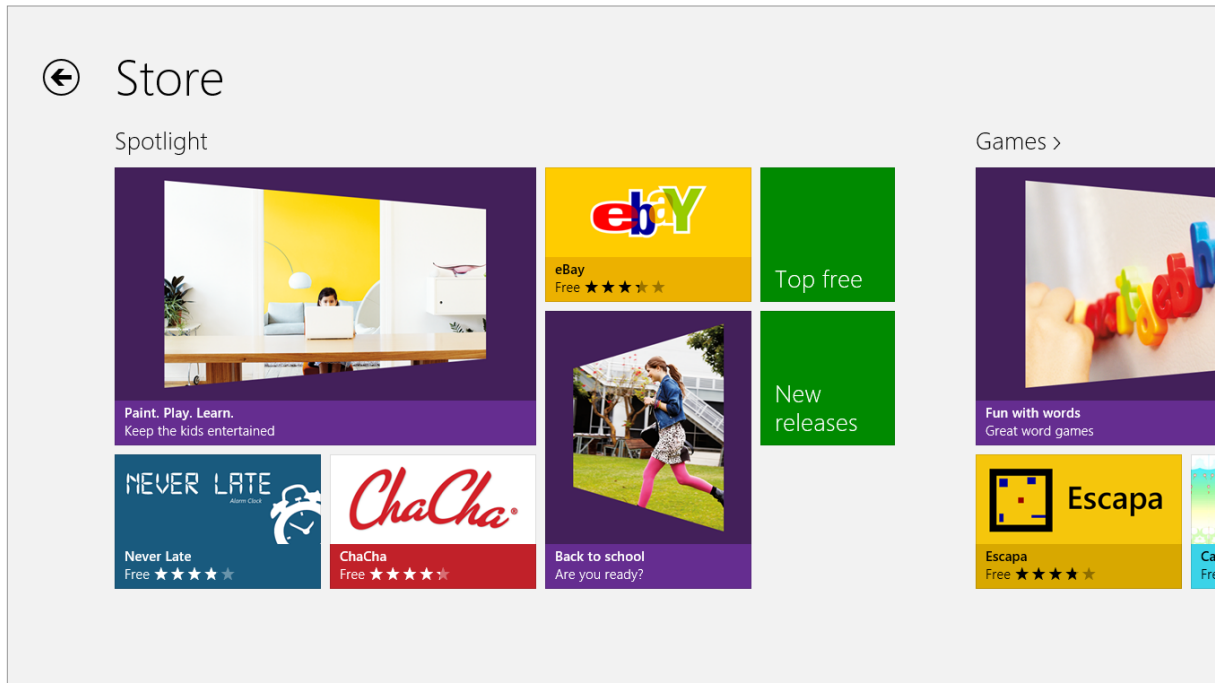 Store
Spotlight
ebaY
eBay
Free
Top free
Paint. Play. Learn.
Keep the kids entertained
New
releases
NEVER LATE
Alarm Clock
Never Late
Free
ChaCha
ChaCha
Free
Back to school
Are you ready?
Games >
Fun with words
Great word games
Escapa
Escapa
Free